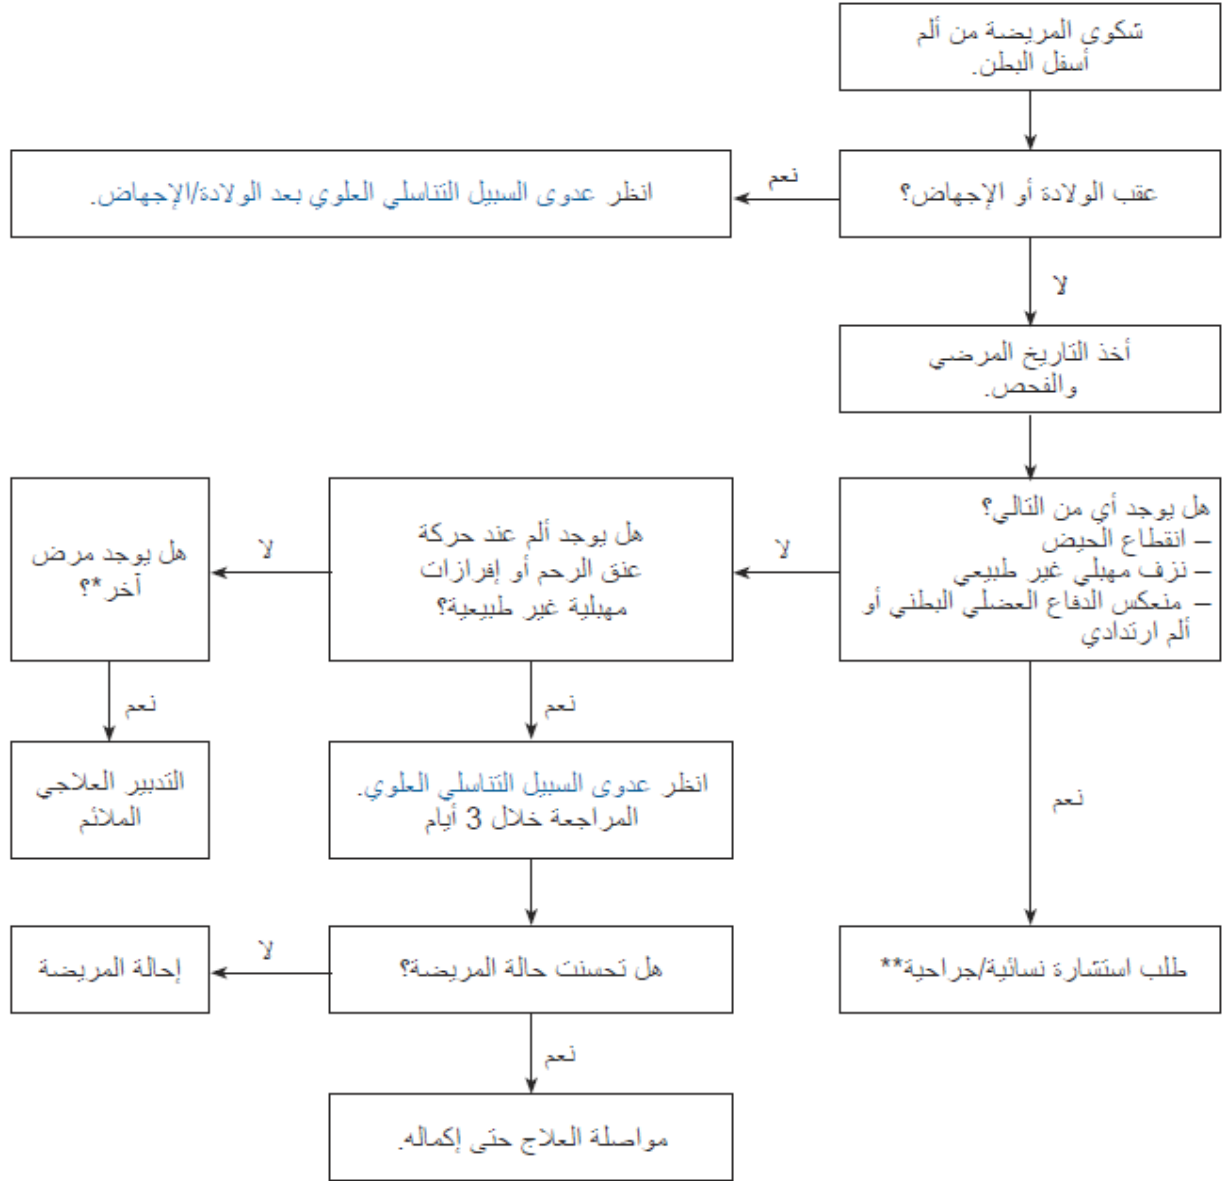 شكوى المريضة من ألم
أسفل البطن.
عقب الولادة أو الإجهاض؟
نعم
انظر عدوى السبيل التناسلي العلوي بعد الولادة/الإجهاض.
لا
أخذ التاريخ المرضي
والفحص.
هل يوجد أي من التالي؟
– انقطاع الحيض
– نزف مهبلي غير طبيعي
– منعكس الدفاع العضلي البطني أو
ألم ارتدادي
لا
هل يوجد ألم عند حركة
عنق الرحم أو إفرازات
مهبلية غير طبيعية؟
لا
هل يوجد مرض
آخر*؟
نعم
نعم
نعم
انظر عدوى السبيل التناسلي العلوي.
المراجعة خلال 3 أيام
التدبير العلاجي
الملائم
طلب استشارة نسائية/جراحية**
هل تحسنت حالة المريضة؟
لا
إحالة المريضة
نعم
مواصلة العلاج حتى إكماله.